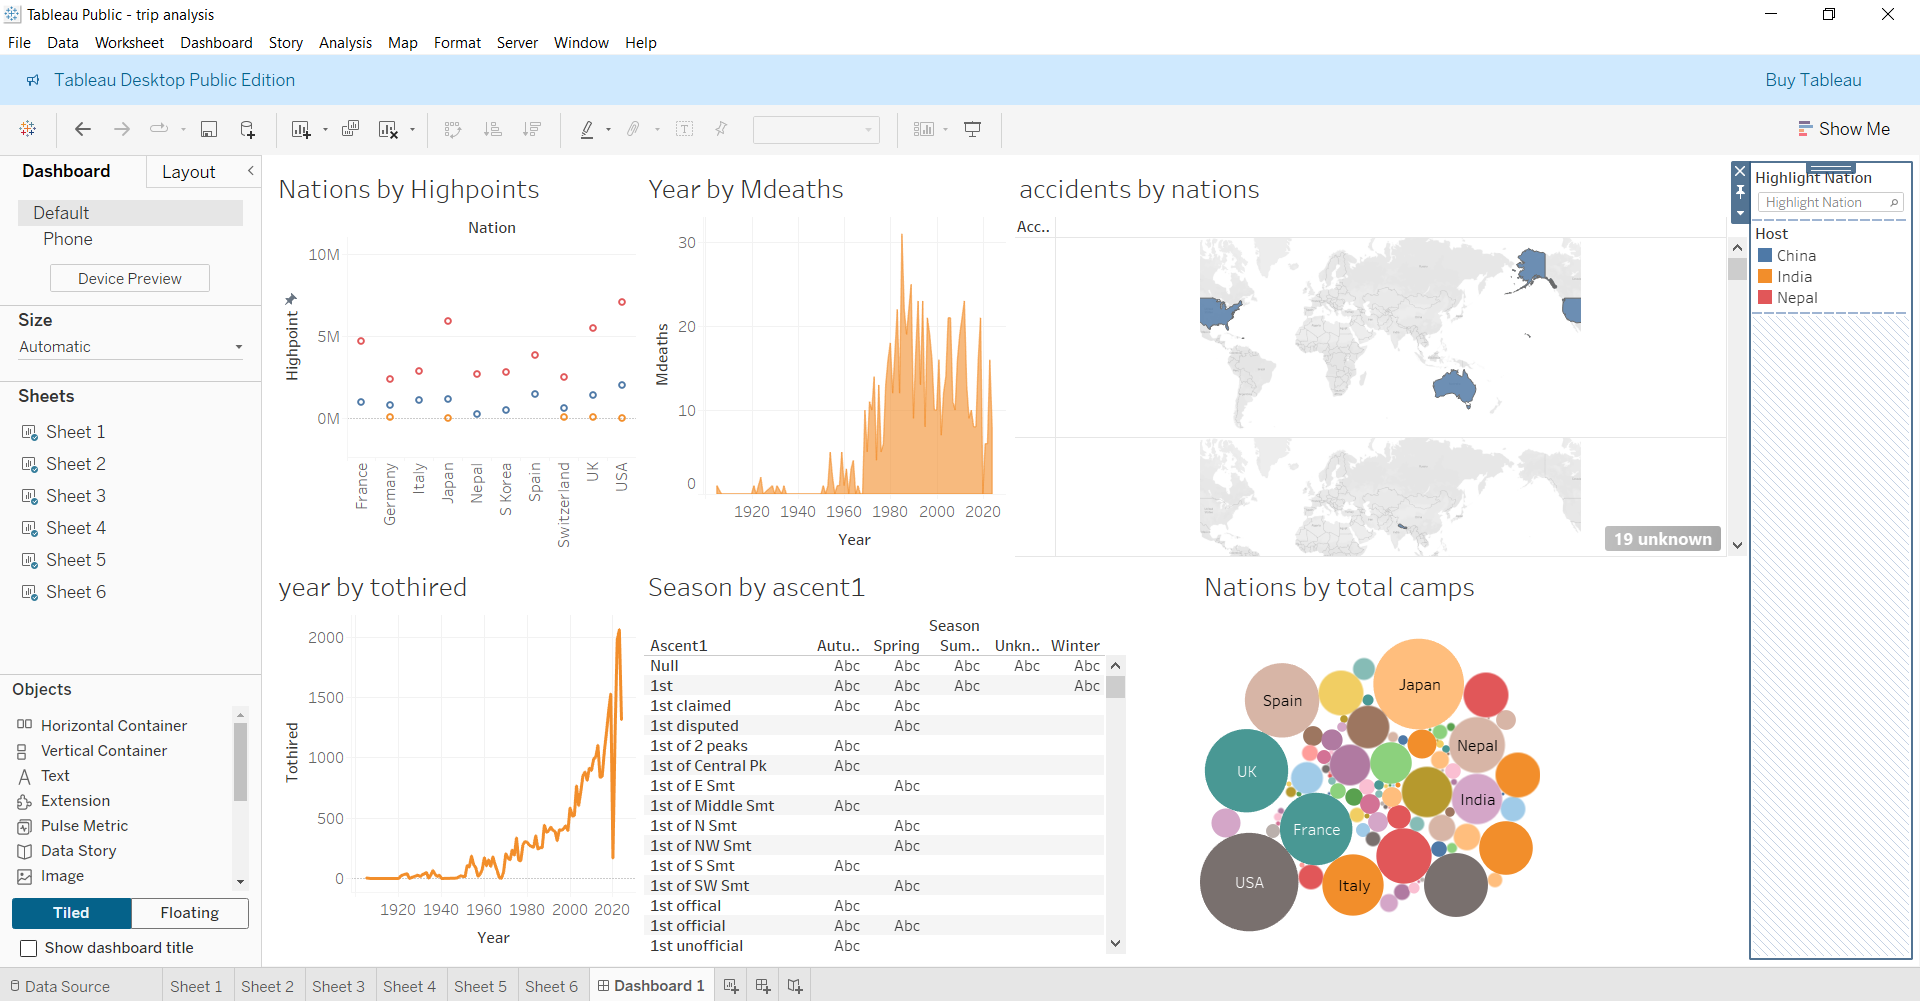 Tableau Public - trip analysis
File Data Worksheet Dashboard Story Analysis Map Format Server Window Help
Tableau Desktop Public Edition
Buy Tableau
Show Me
Dashboard Layout
Default
Phone
Device Preview
Size
Automatic
Sheets
Sheet 1
Sheet 2
Sheet 3
Sheet 4
Sheet 5
Sheet 6
Objects
Horizontal Container
Vertical Container
Text
Extension
Pulse Metric
Data Story
Image
Tiled Floating
Show dashboard title
Nations by Highpoints
Nation
Highpoint
10M
5M
0M
France Germany Italy Japan Nepal S Korea Spain Switzerland UK USA
Year by Mdeaths
Mdeaths
30
20
10
0
1920 1940 1960 1980 2000 2020
Year
accidents by nations
Acc..
19 unknown
Highlight Nation
Highlight Nation
Host
China
India
Nepal
year by tothired
Tothired
2000
1500
1000
500
0
1920 1940 1960 1980 2000 2020
Year
Season by ascent1
Season
Ascent1 Autu.. Spring Sum.. Unkn.. Winter
Null Abc Abc Abc Abc Abc
1st Abc Abc Abc Abc
1st claimed Abc Abc
1st disputed Abc
1st of 2 peaks Abc
1st of Central Pk Abc
1st of E Smt Abc
1st of Middle Smt Abc
1st of N Smt Abc
1st of NW Smt Abc
1st of S Smt Abc
1st of SW Smt Abc
1st offical Abc
1st official Abc Abc
1st unofficial Abc
Nations by total camps
Japan
Spain
Nepal
UK
India
France
USA
Italy
Data Source Sheet 1 Sheet 2 Sheet 3 Sheet 4 Sheet 5 Sheet 6 Dashboard 1